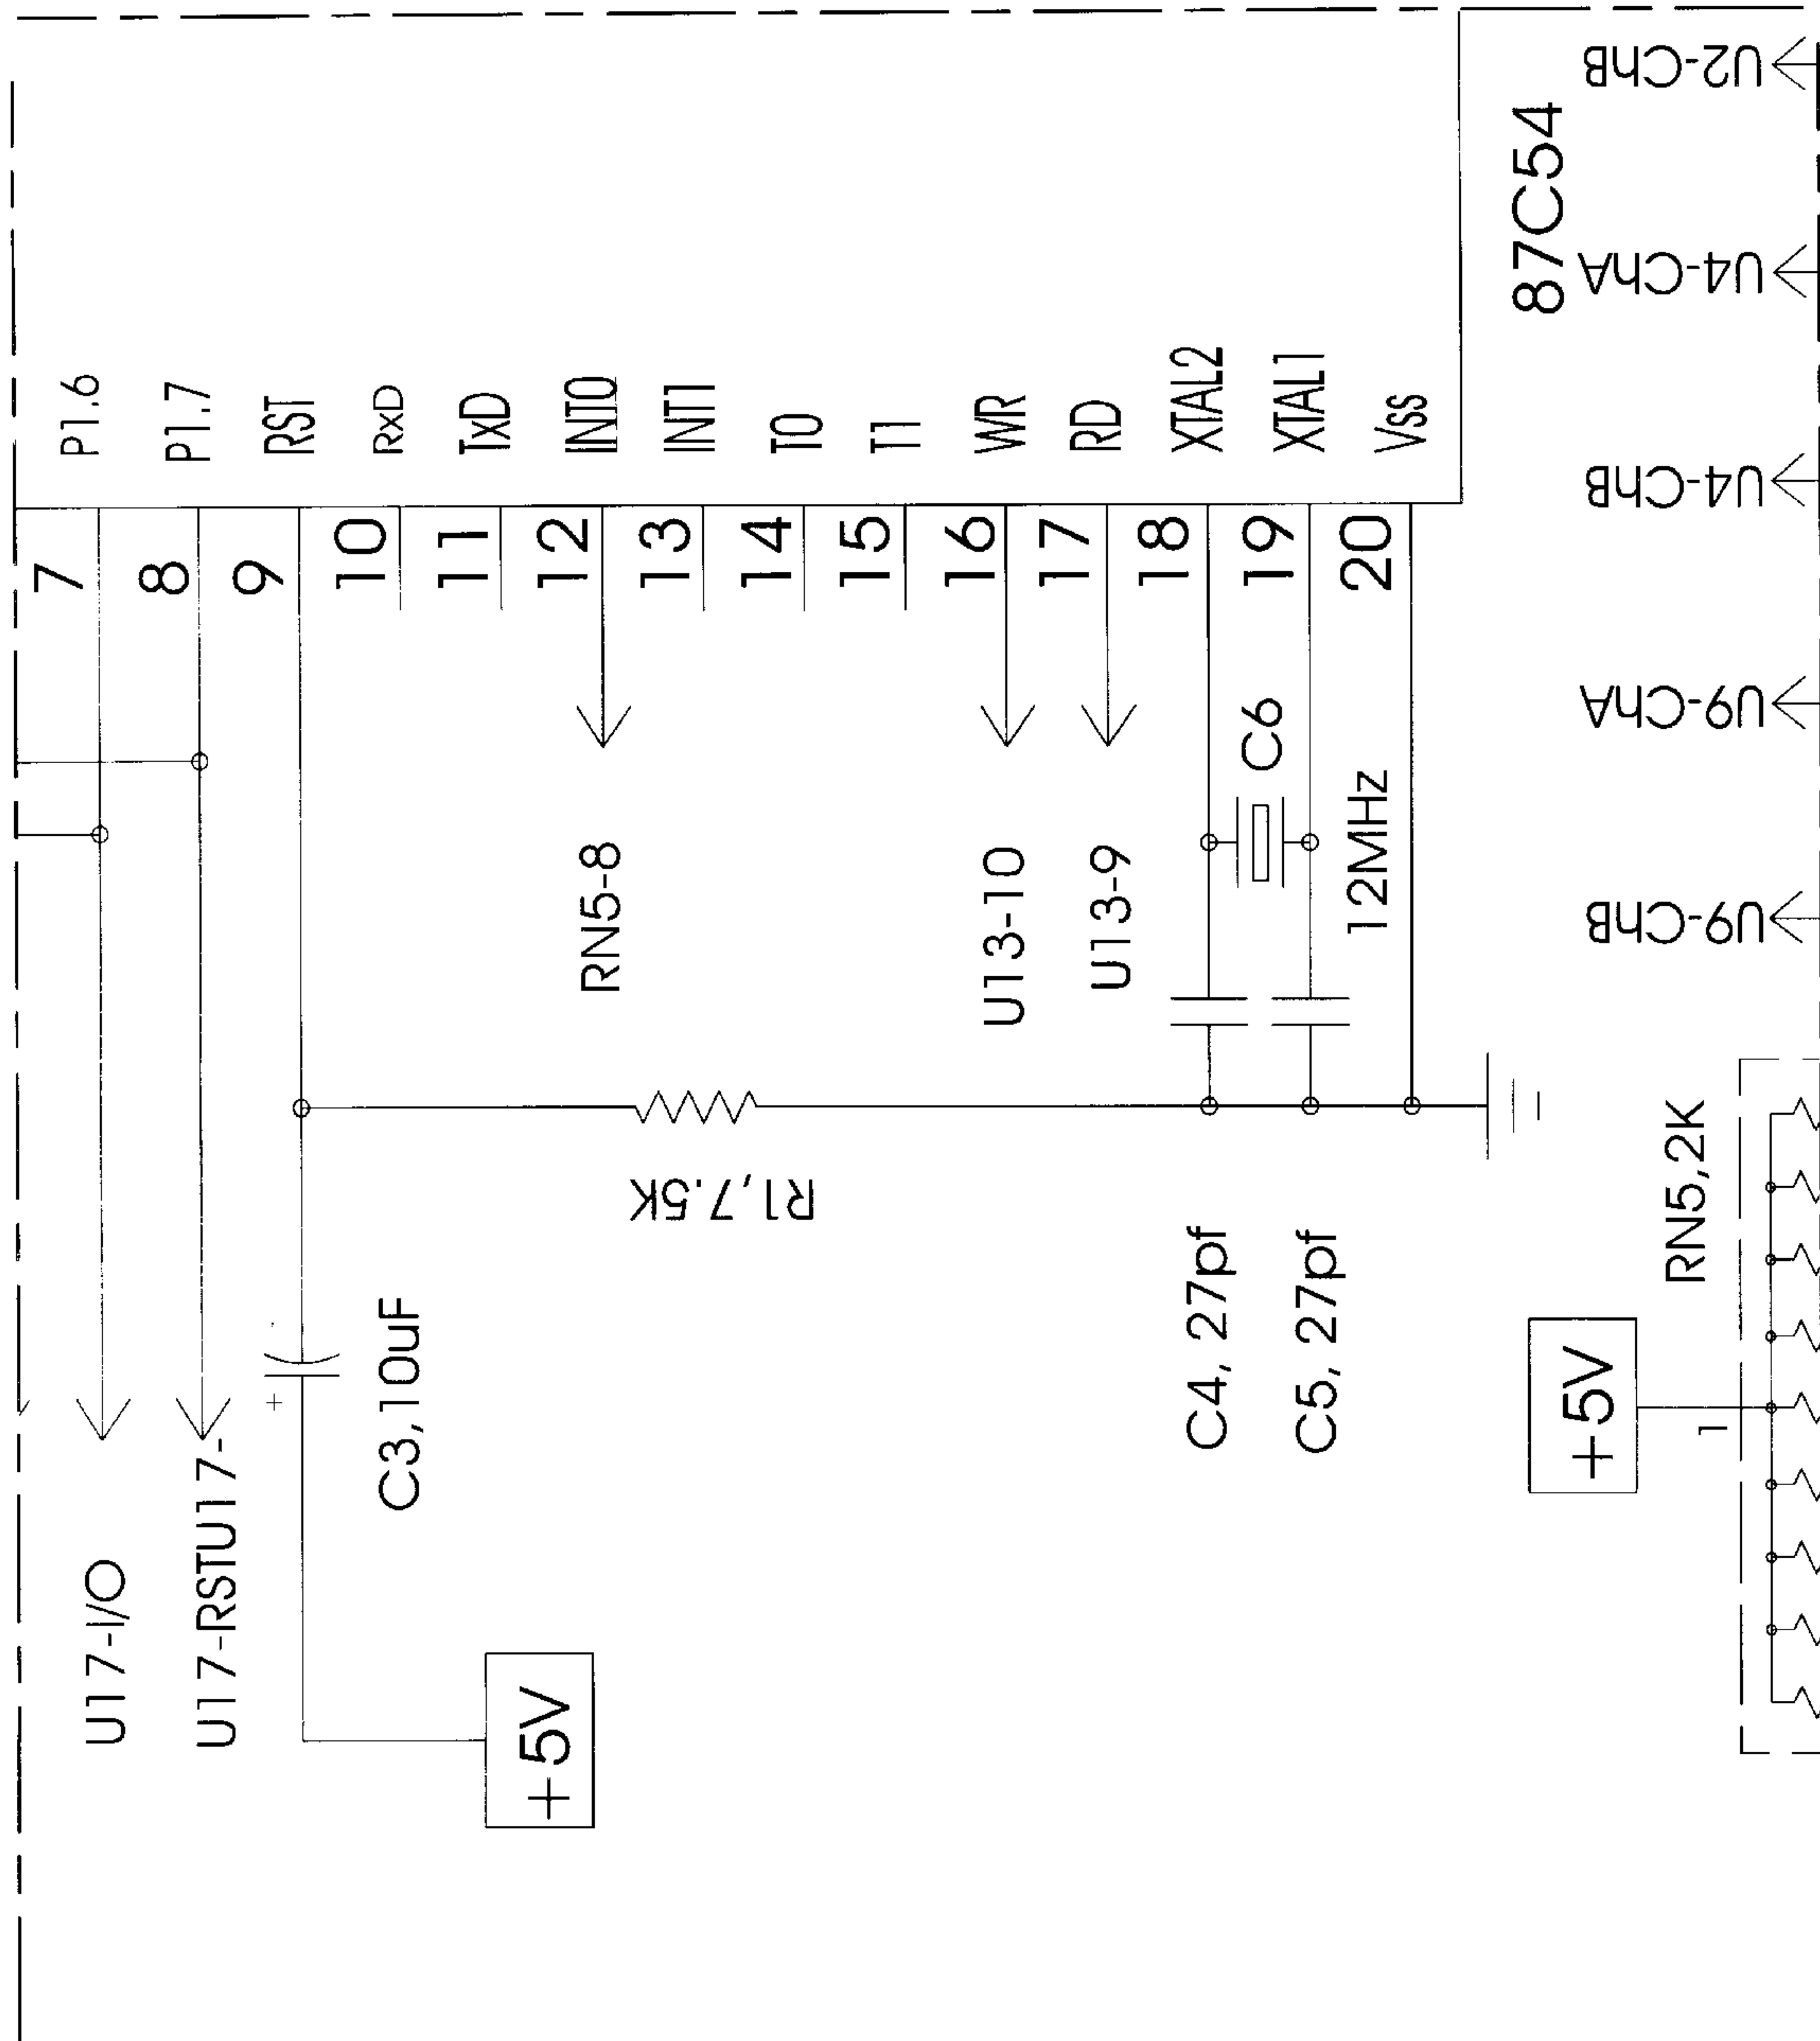 7
P1.6
8
P1.7
9
RST
10
RxD
11
TxD
12
INT0
13
INT1
14
T0
15
T1
16
WR
17
RD
18
XTAL2
19
XTAL1
20
Vss
87C54
U17-I/O
U17-RSTU17-
+
-
C3,10uF
+5V
R1,7.5K
RN5-8
U13-10
U13-9
C6
12MHz
C4, 27pf
C5, 27pf
U9-ChB
U9-ChA
U4-ChB
U4-ChA
U2-ChB
+5V
1
RN5,2K